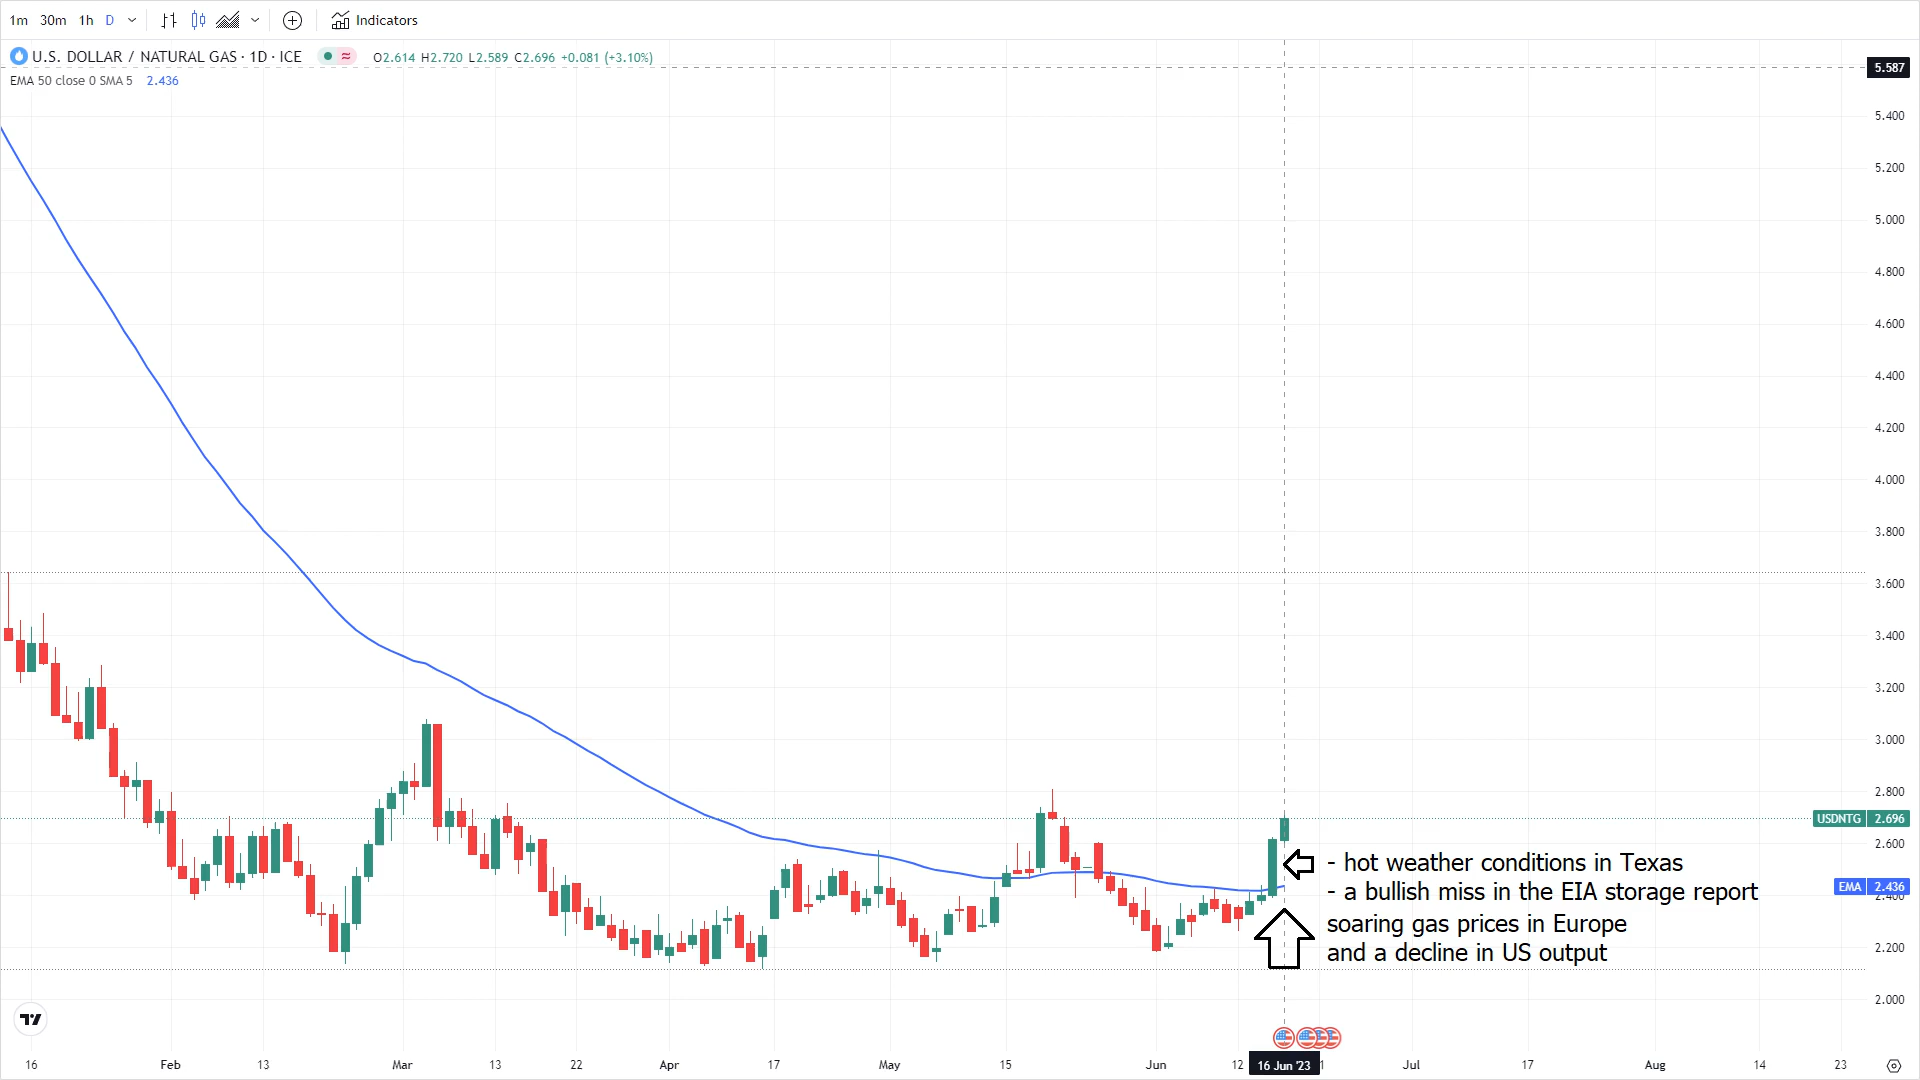 1m 30m 1h D Indicators
U.S. DOLLAR / NATURAL GAS · 1D · ICE O2.614 H2.720 L2.589 C2.696 +0.081 (+3.10%)
EMA 50 close 0 SMA 5 2.436
5.587
5.400
5.200
5.000
4.800
4.600
4.400
4.200
4.000
3.800
3.600
3.400
3.200
3.000
2.800
USDNTG 2.696
2.600
- hot weather conditions in Texas
EMA 2.436
- a bullish miss in the EIA storage report
2.400
soaring gas prices in Europe
2.200
and a decline in US output
2.000
16 Feb 13 Mar 13 22 Apr 17 May 15 Jun 12 16 Jun '23 1 Jul 17 Aug 14 23